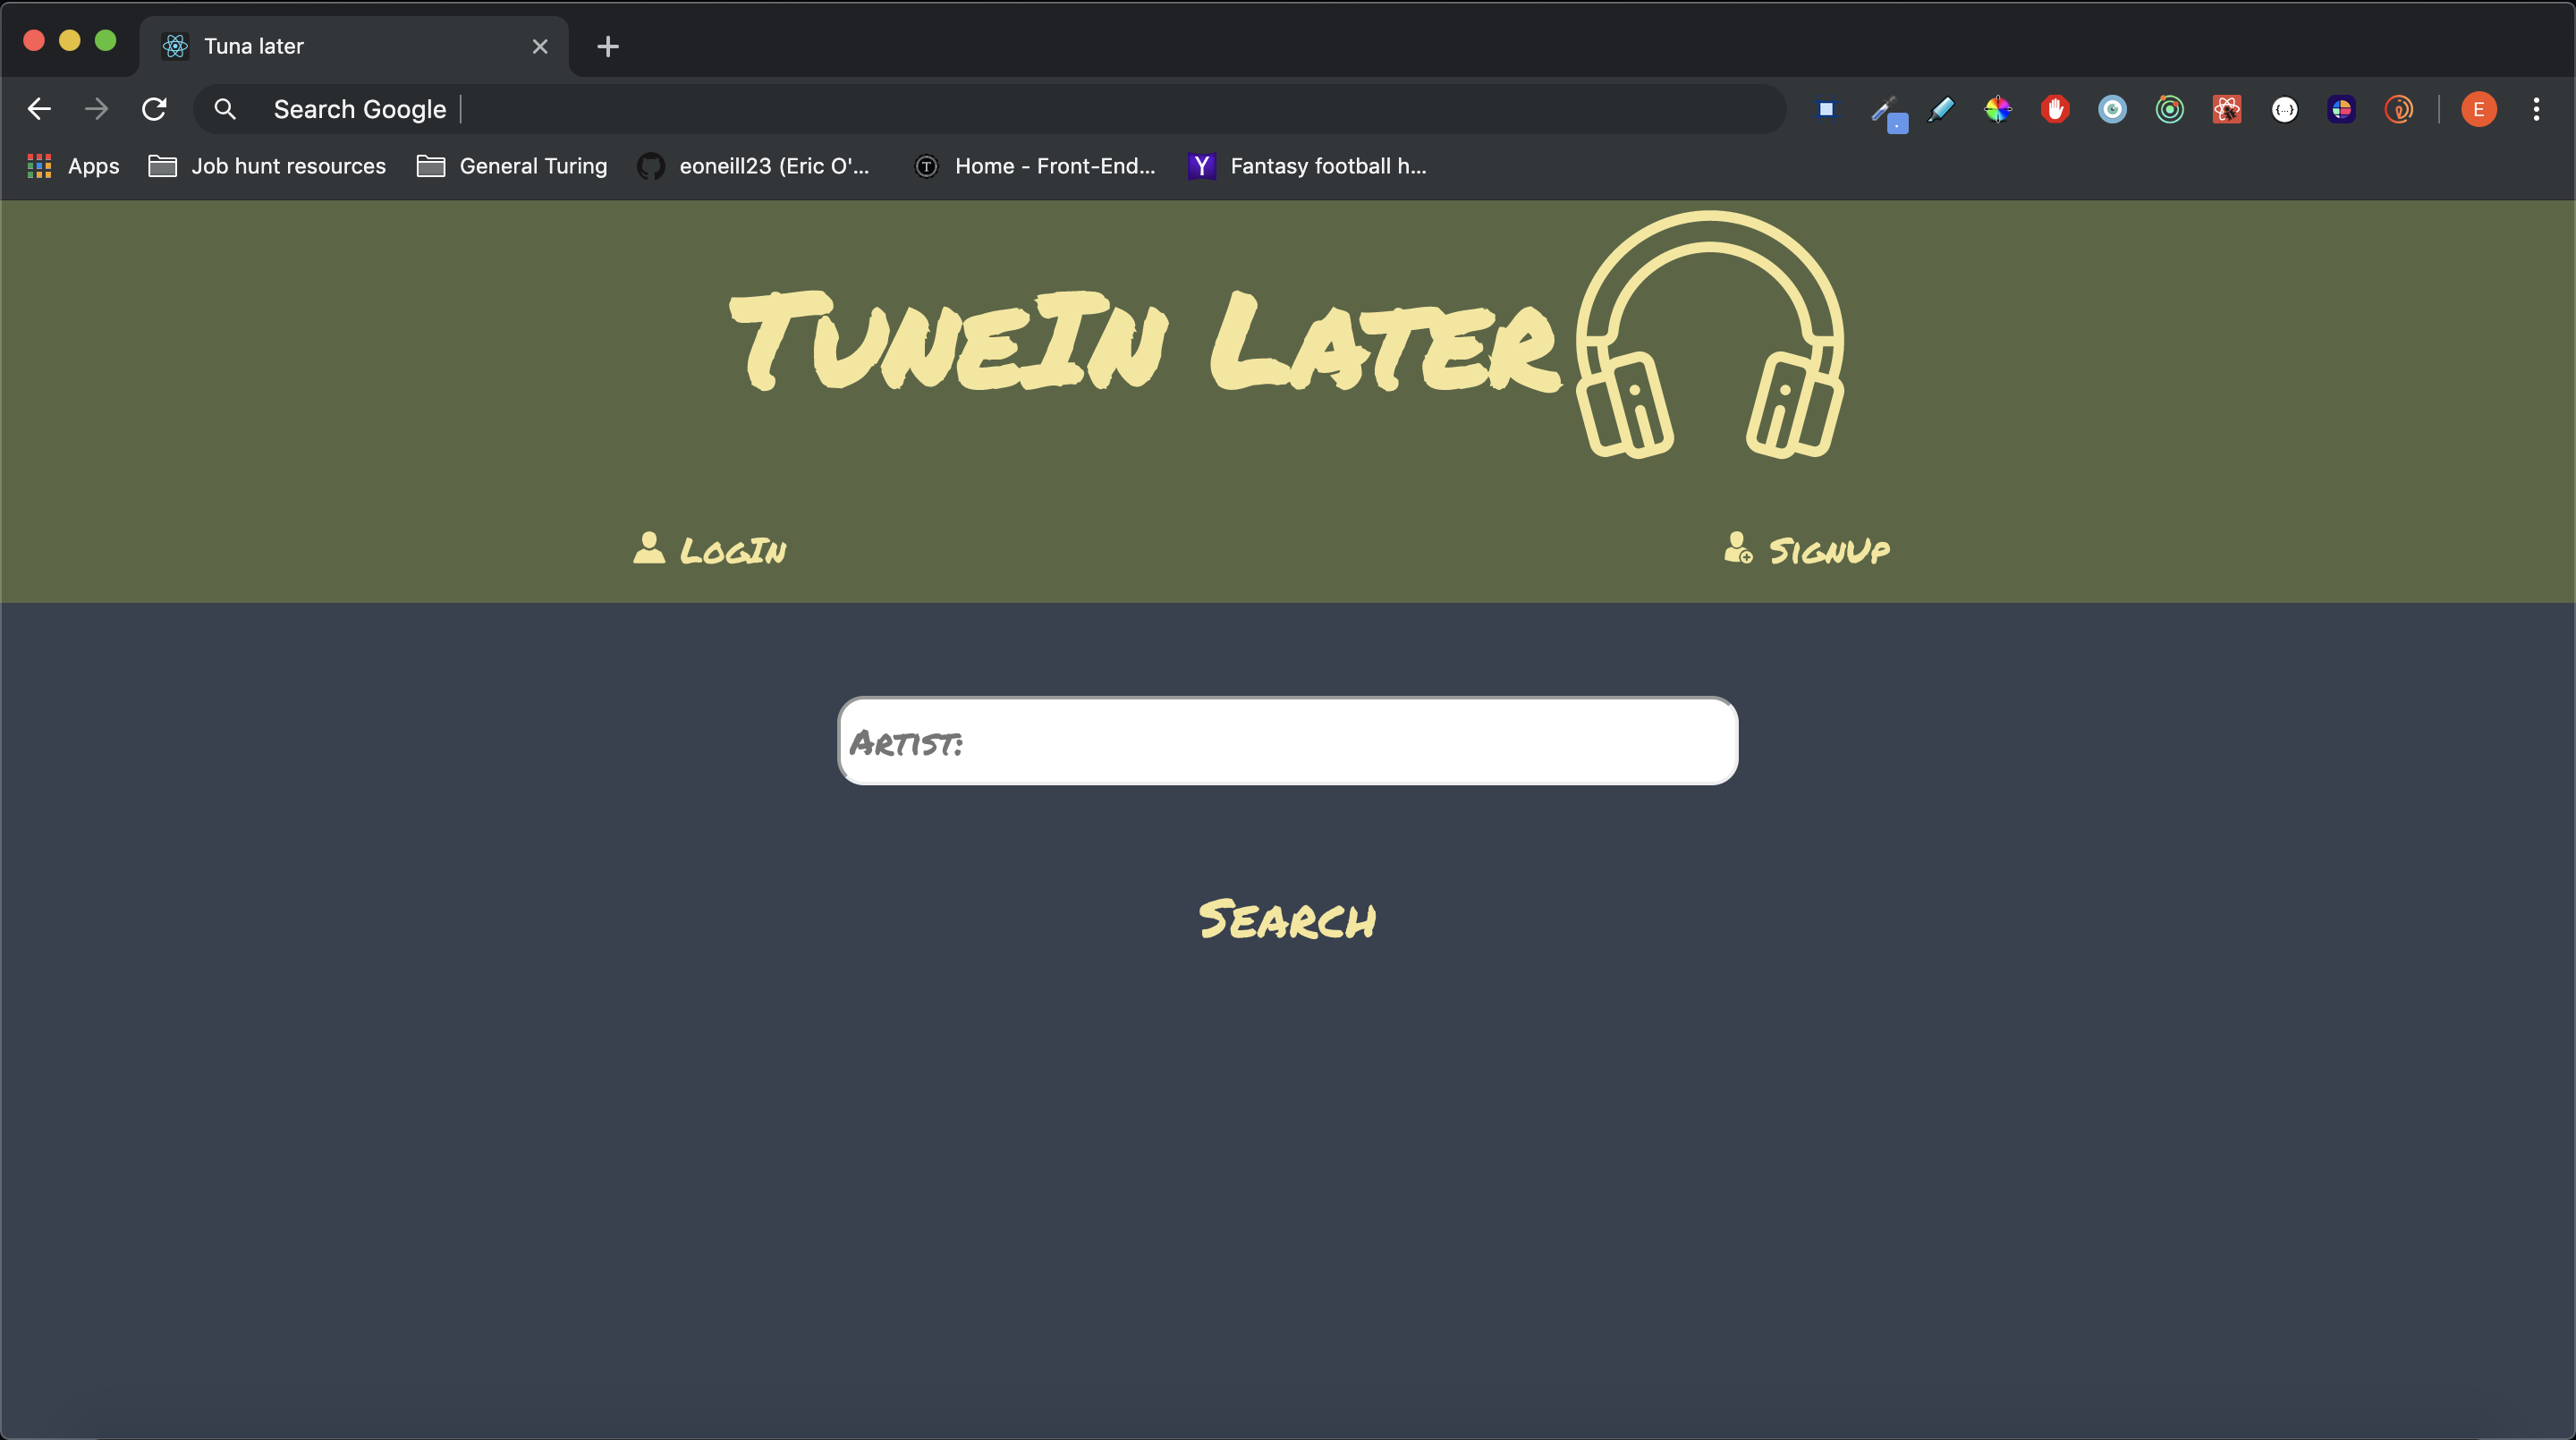 Tuna later
Search Google
E
Apps Job hunt resources General Turing eoneill23 (Eric O'... Home - Front-End... Fantasy football h...
TuneIn Later
LogIn SignUp
Artist:
Search